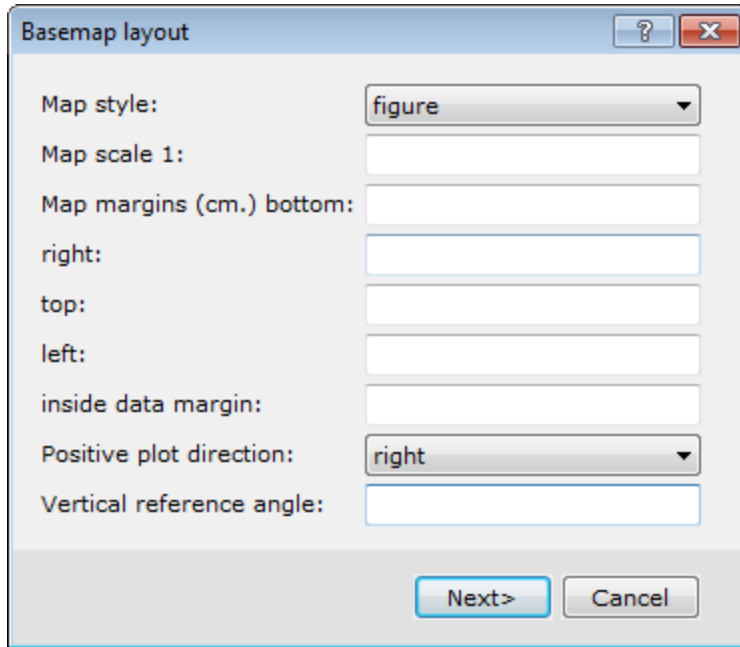 Basemap layout
?
Map style: figure
Map scale 1:
Map margins (cm.) bottom:
right:
top:
left:
inside data margin:
Positive plot direction: right
Vertical reference angle:
Next> Cancel